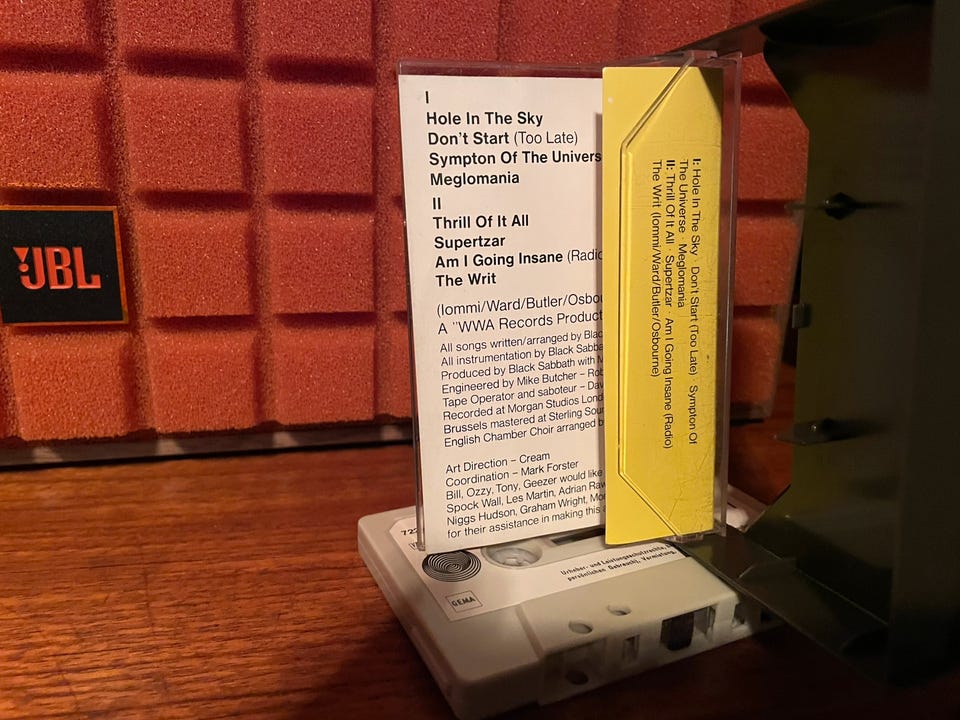 JBL
I
Hole In The Sky
Don't Start (Too Late)
Sympton Of The Univers
Meglomania
II
Thrill Of It All
Supertzar
Am I Going Insane (Radio
The Writ
(Iommi/Ward/Butler/Osbou
A "WWA Records Product
All songs written/arranged by Blac
All instrumentation by Black Sabba
Produced by Black Sabbath with M
Engineered by Mike Butcher – Rob
Tape Operator and saboteur – Dav
Recorded at Morgan Studios Lond
Brussels mastered at Sterling Soun
English Chamber Choir arranged b
Art Direction – Cream
Coordination – Mark Forster
Bill, Ozzy, Tony, Geezer would like
Spock Wall, Les Martin, Adrian Raw
Niggs Hudson, Graham Wright, Mo
for their assistance in making this a
I: Hole In The Sky · Don't Start (Too Late) · Sympton Of
The Universe · Meglomania
II: Thrill Of It All · Supertzar · Am I Going Insane (Radio)
The Writ (Iommi/Ward/Butler/Osbourne)
Urheber- und Leistungsschutzrechte,
persönlichen Gebrauch), Vermietung,
GEMA